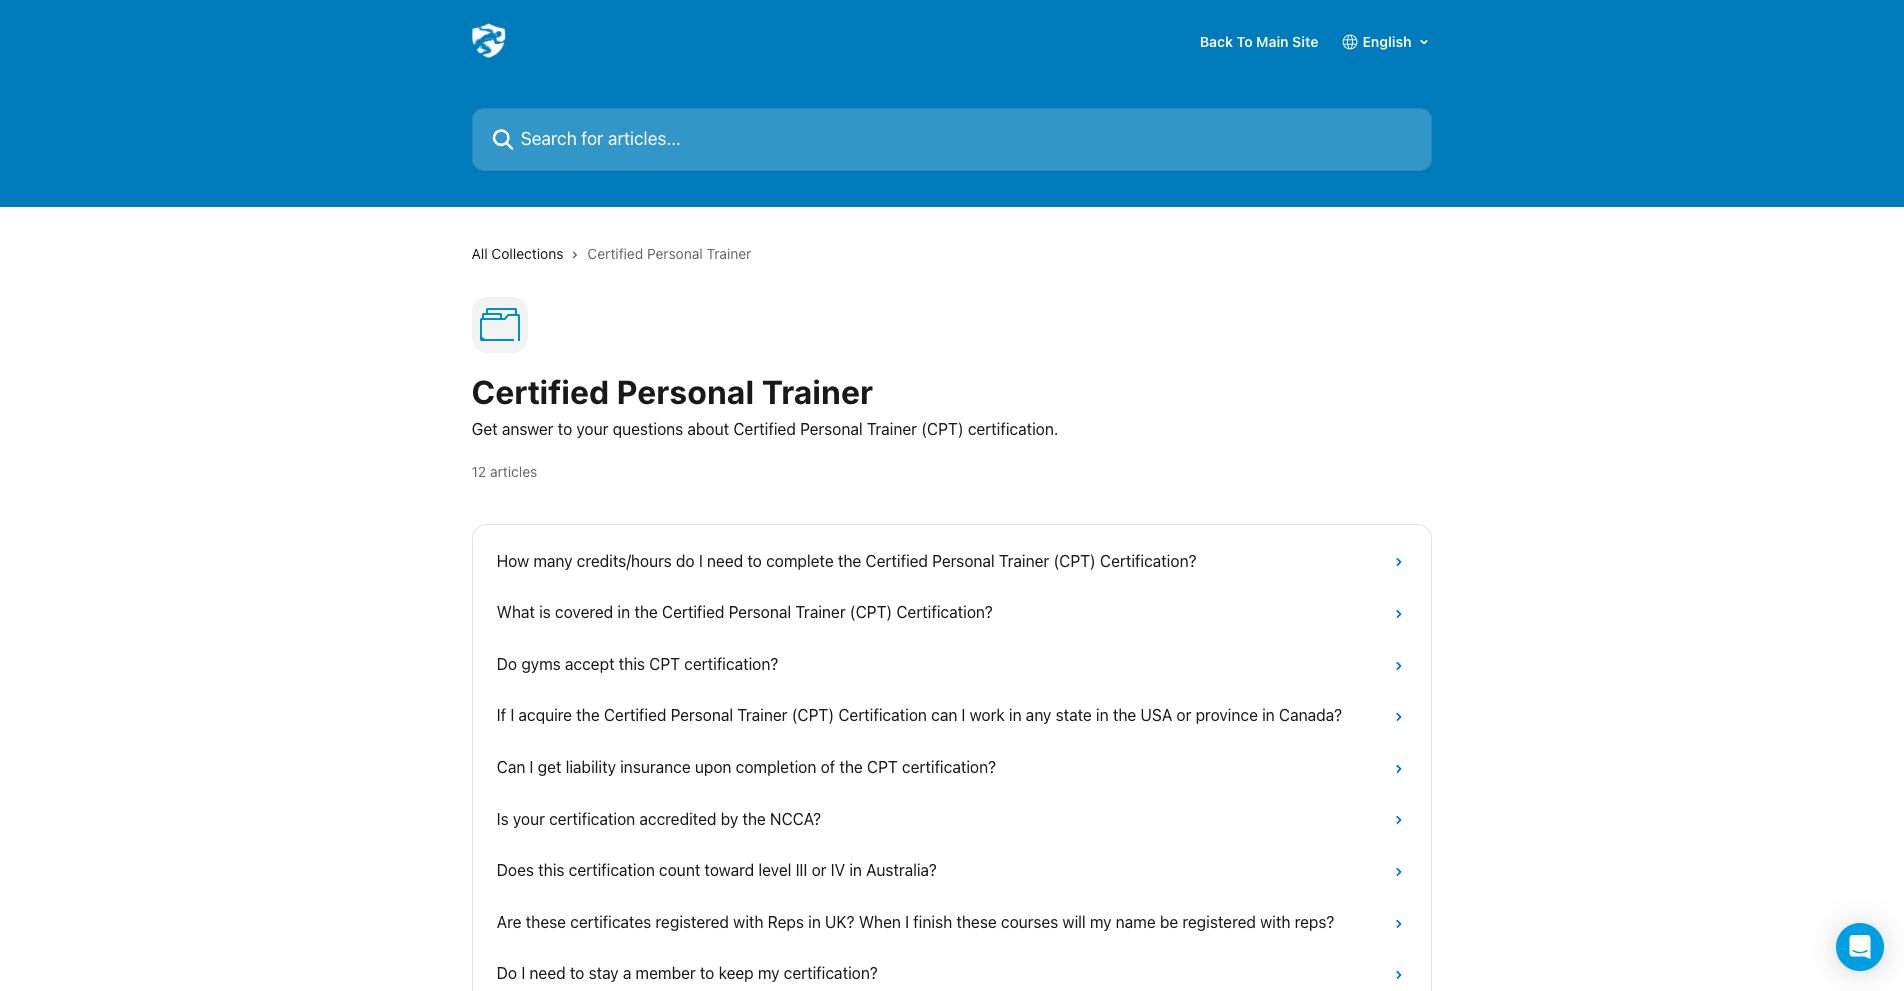 Back To Main Site
English
Search for articles...
All Collections
Certified Personal Trainer
Certified Personal Trainer
Get answer to your questions about Certified Personal Trainer (CPT) certification.
12 articles
How many credits/hours do I need to complete the Certified Personal Trainer (CPT) Certification?
What is covered in the Certified Personal Trainer (CPT) Certification?
Do gyms accept this CPT certification?
If I acquire the Certified Personal Trainer (CPT) Certification can I work in any state in the USA or province in Canada?
Can I get liability insurance upon completion of the CPT certification?
Is your certification accredited by the NCCA?
Does this certification count toward level III or IV in Australia?
Are these certificates registered with Reps in UK? When I finish these courses will my name be registered with reps?
Do I need to stay a member to keep my certification?